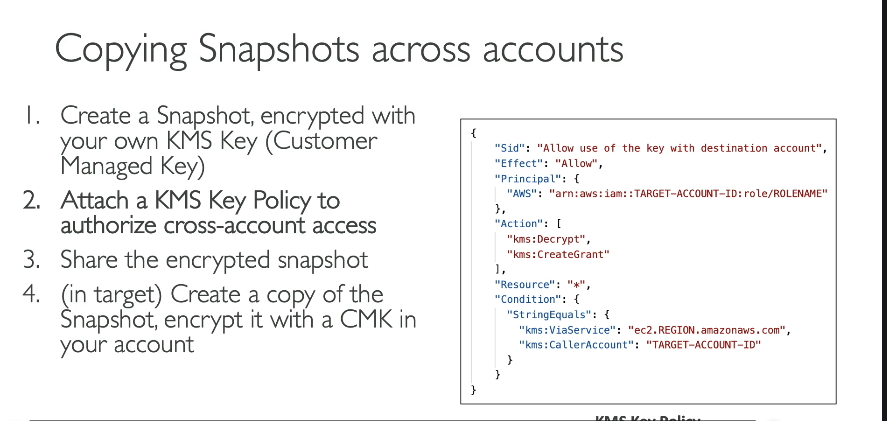 Copying Snapshots across accounts
1. Create a Snapshot, encrypted with
your own KMS Key (Customer
Managed Key)
2. Attach a KMS Key Policy to
authorize cross-account access
3. Share the encrypted snapshot
4. (in target) Create a copy of the
Snapshot, encrypt it with a CMK in
your account
{
"Sid": "Allow use of the key with destination account",
"Effect": "Allow",
"Principal": {
"AWS": "arn:aws:iam::TARGET-ACCOUNT-ID:role/ROLENAME"
},
"Action": [
"kms:Decrypt",
"kms:CreateGrant"
],
"Resource": "*",
"Condition": {
"StringEquals": {
"kms:ViaService": "ec2.REGION.amazonaws.com",
"kms:CallerAccount": "TARGET-ACCOUNT-ID"
}
}
}
KMS Key Policy